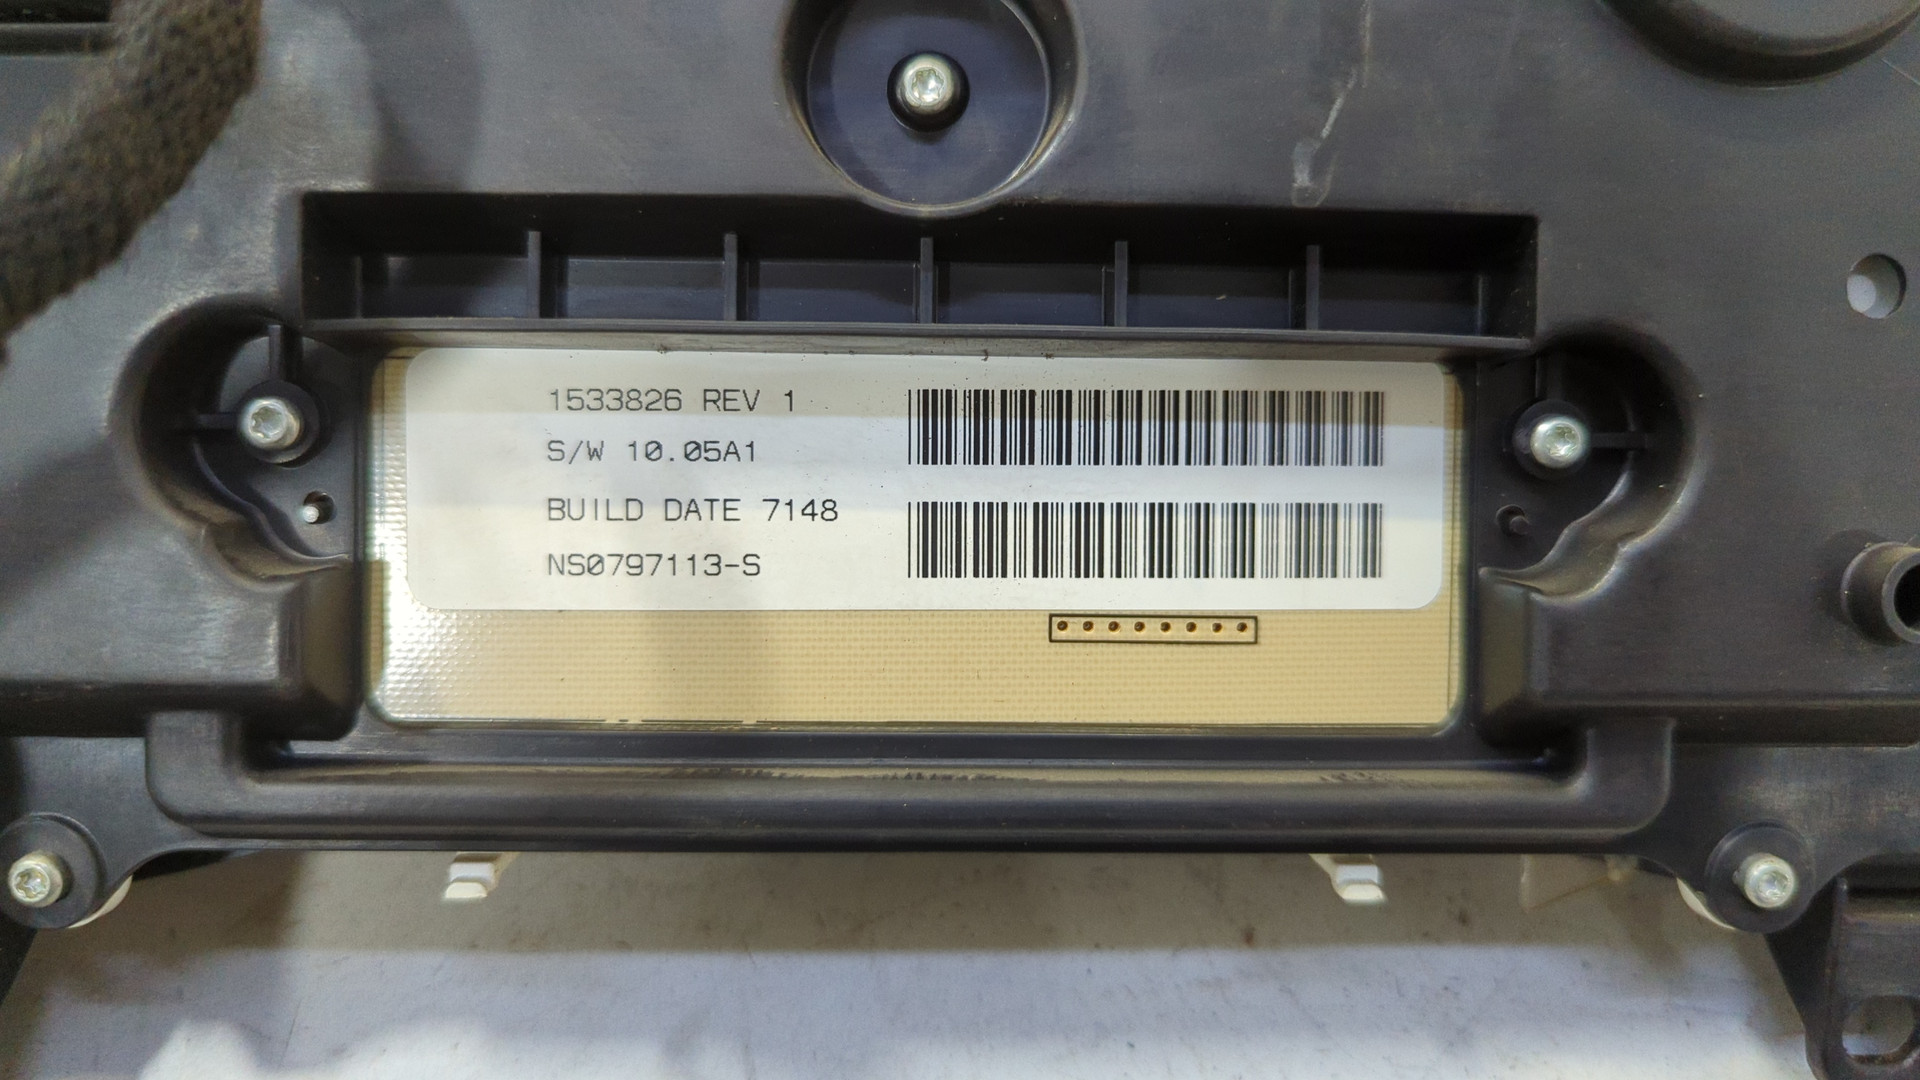 1533826 REV 1
S/W 10.05A1
BUILD DATE 7148
NS0797113-S